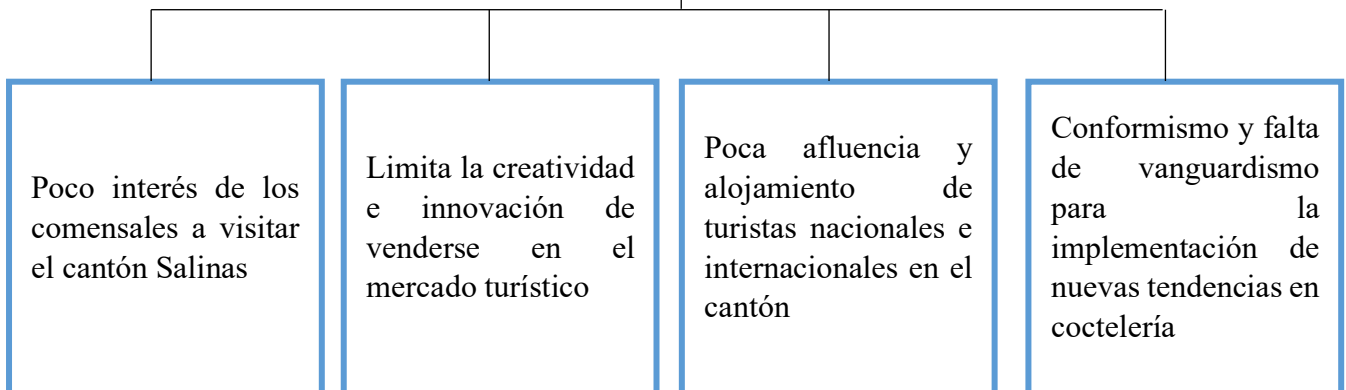 Poco interés de los
comensales a visitar
el cantón Salinas
Limita la creatividad
e innovación de
venderse en el
mercado turístico
Poca afluencia y
alojamiento de
turistas nacionales e
internacionales en el
cantón
Conformismo y falta
de vanguardismo
para la
implementación de
nuevas tendencias en
coctelería